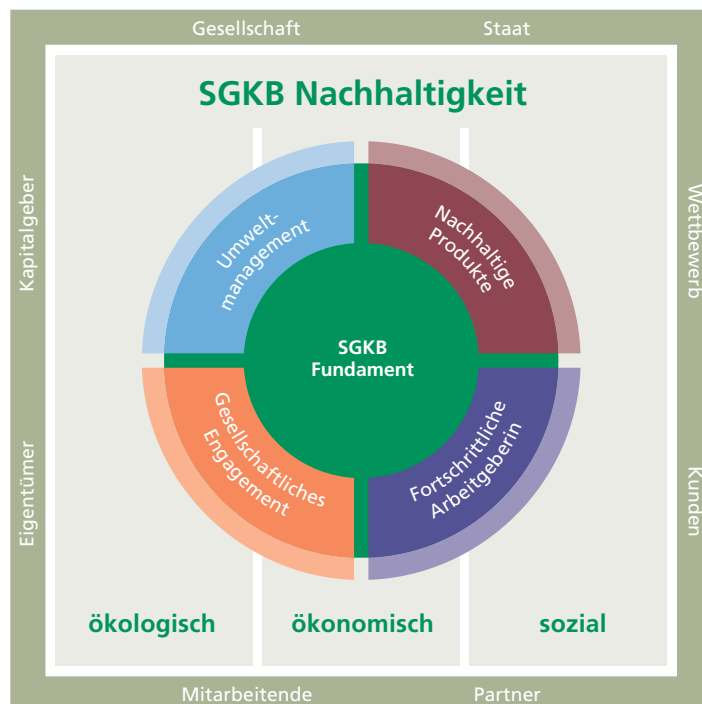 Gesellschaft
Staat
SGKB Nachhaltigkeit
Kapitalgeber
Wettbewerb
Umwelt-
management
Nachhaltige
Produkte
SGKB
Fundament
Gesellschaftliches
Engagement
Fortschrittliche
Arbeitgeberin
Eigentümer
Kunden
ökologisch
ökonomisch
sozial
Mitarbeitende
Partner